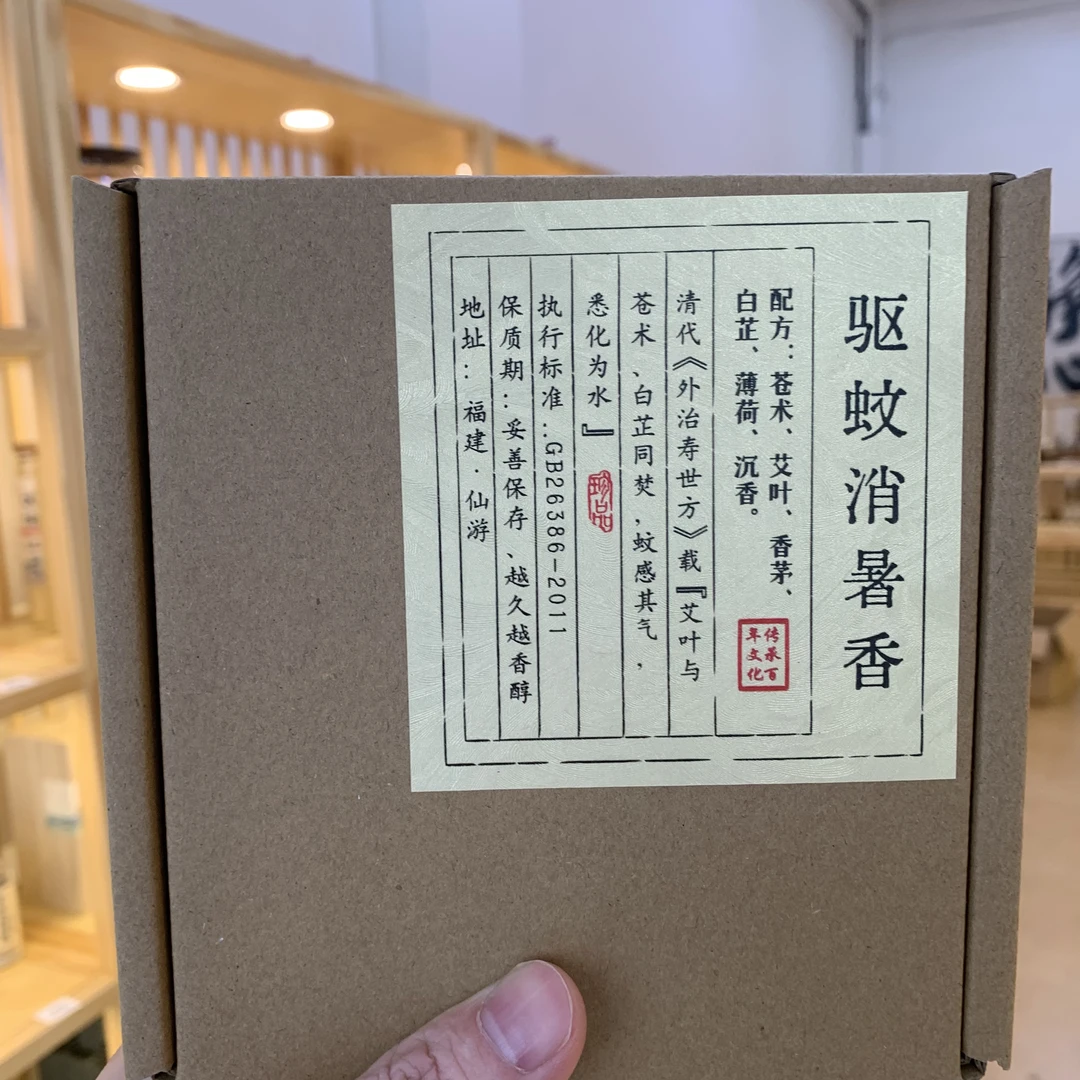 驱蚊消暑香
配方：苍术、艾叶、香茅、
白芷、薄荷、沉香。
传承百
年文化
清代《外治寿世方》载『艾叶与
苍术、白芷同焚，蚊感其气，
悉化为水』
珍品
执行标准：GB26386-2011
保质期：妥善保存、越久越香醇
地址：福建·仙游